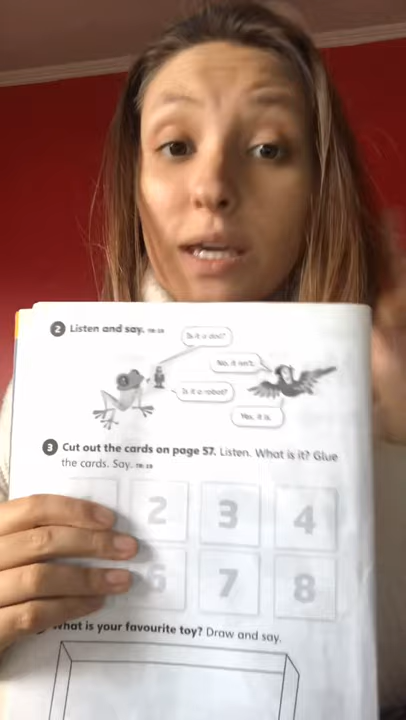 2 Listen and say.
Is it a doll?
No, it isn't.
Is it a robot?
Yes, it is.
3 Cut out the cards on page 57. Listen. What is it? Glue
the cards. Say.
2 3 4
6 7 8
What is your favourite toy? Draw and say.